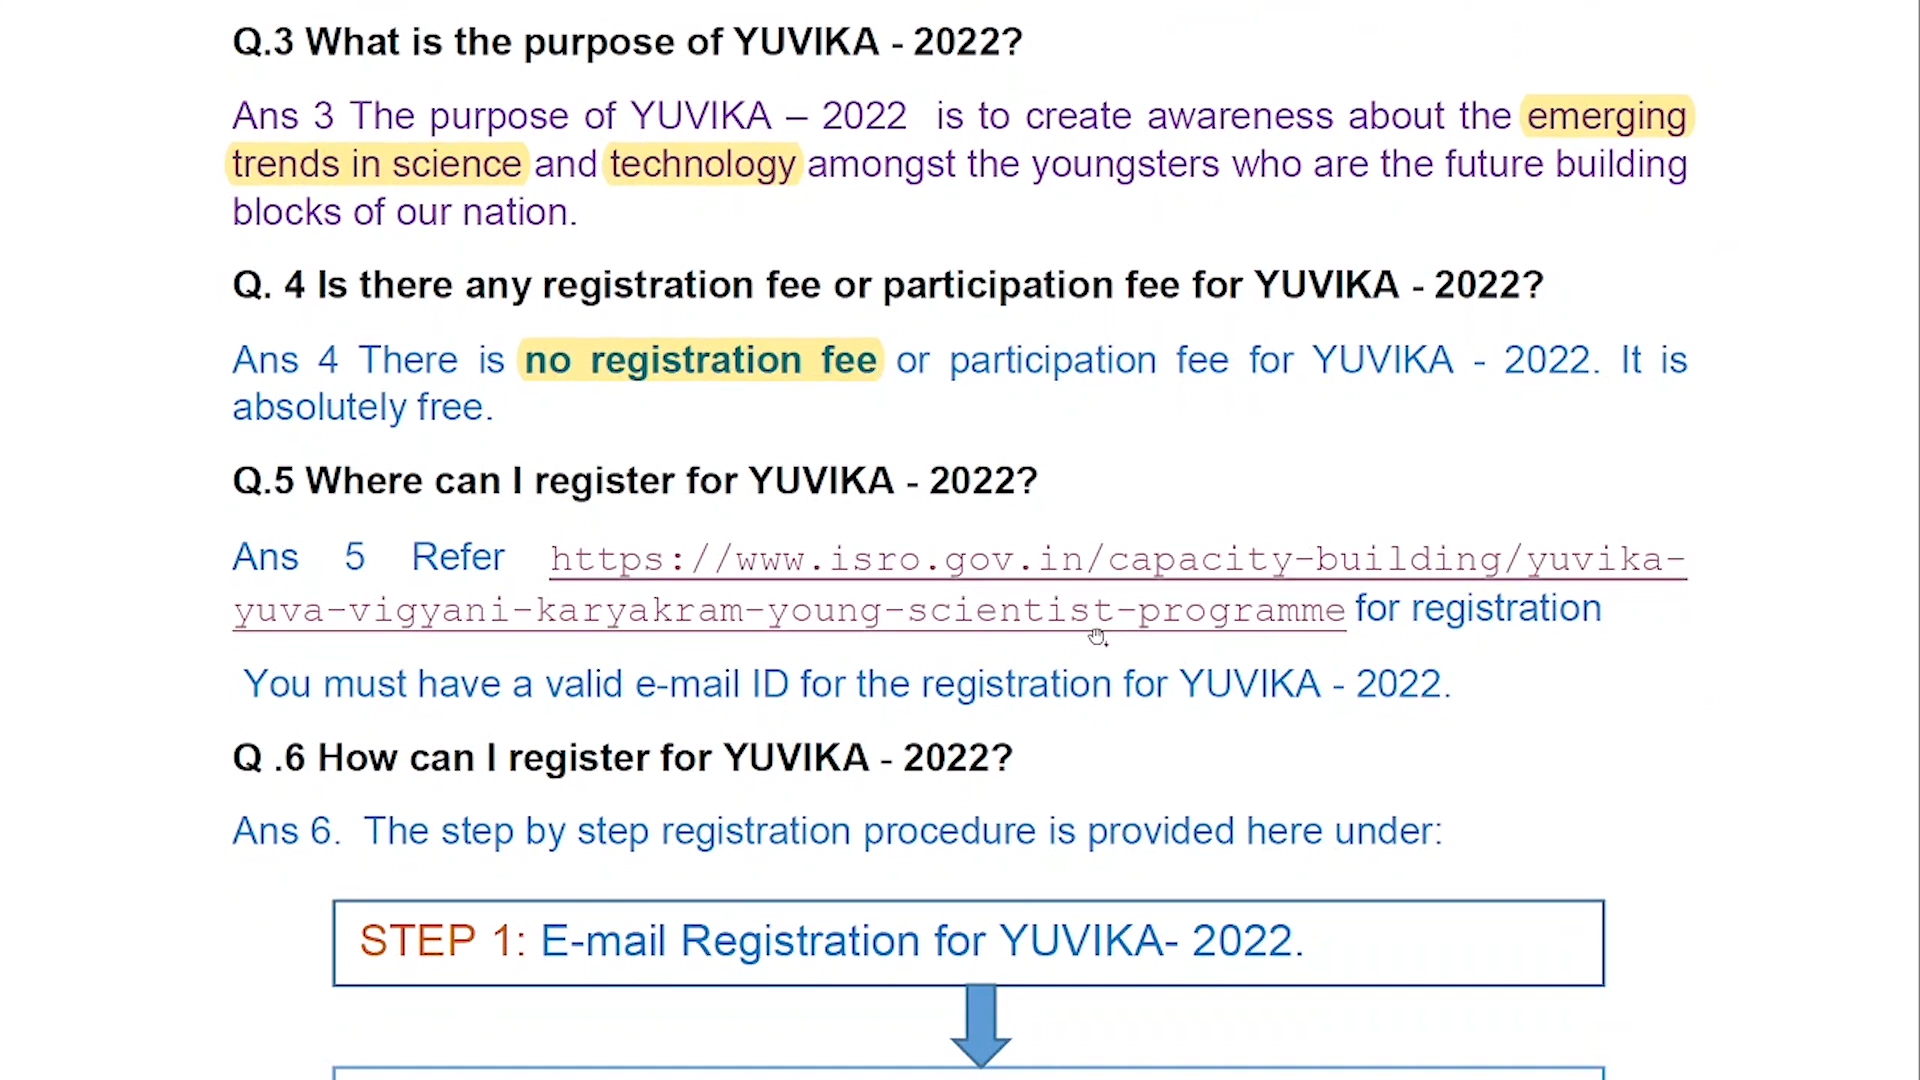 Q.3 What is the purpose of YUVIKA - 2022?
Ans 3 The purpose of YUVIKA – 2022 is to create awareness about the emerging
trends in science and technology amongst the youngsters who are the future building
blocks of our nation.
Q. 4 Is there any registration fee or participation fee for YUVIKA - 2022?
Ans 4 There is no registration fee or participation fee for YUVIKA - 2022. It is
absolutely free.
Q.5 Where can I register for YUVIKA - 2022?
Ans 5 Refer https://www.isro.gov.in/capacity-building/yuvika-
yuva-vigyani-karyakram-young-scientist-programme for registration
You must have a valid e-mail ID for the registration for YUVIKA - 2022.
Q .6 How can I register for YUVIKA - 2022?
Ans 6. The step by step registration procedure is provided here under:
STEP 1: E-mail Registration for YUVIKA- 2022.